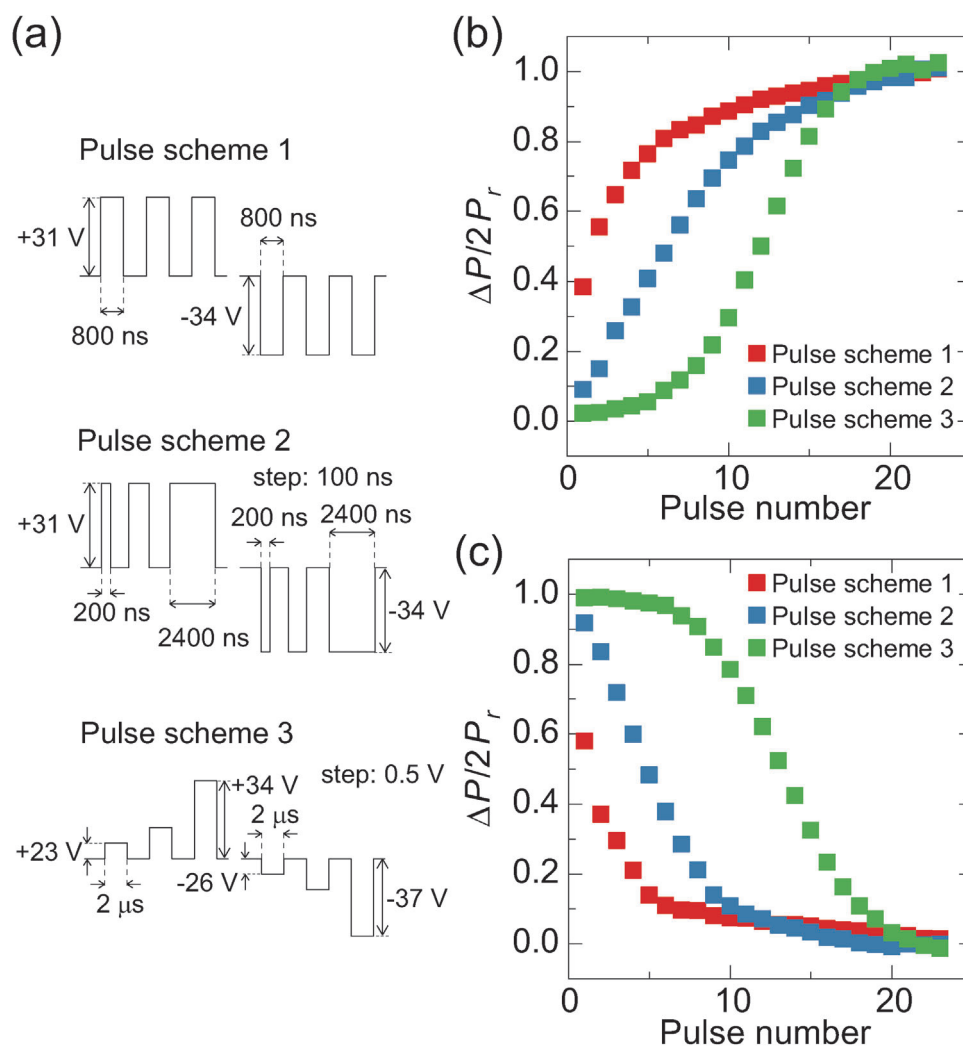 (a)
Pulse scheme 1
+31 V
800 ns
800 ns
-34 V
Pulse scheme 2
+31 V
200 ns
2400 ns
step: 100 ns
200 ns
2400 ns
-34 V
Pulse scheme 3
+23 V
2 μs
+34 V
step: 0.5 V
2 μs
-26 V
-37 V
(b)
ΔP/2Pr
1.0
0.8
0.6
0.4
0.2
0.0
Pulse scheme 1
Pulse scheme 2
Pulse scheme 3
0 10 20
Pulse number
(c)
ΔP/2Pr
1.0
0.8
0.6
0.4
0.2
0.0
Pulse scheme 1
Pulse scheme 2
Pulse scheme 3
0 10 20
Pulse number